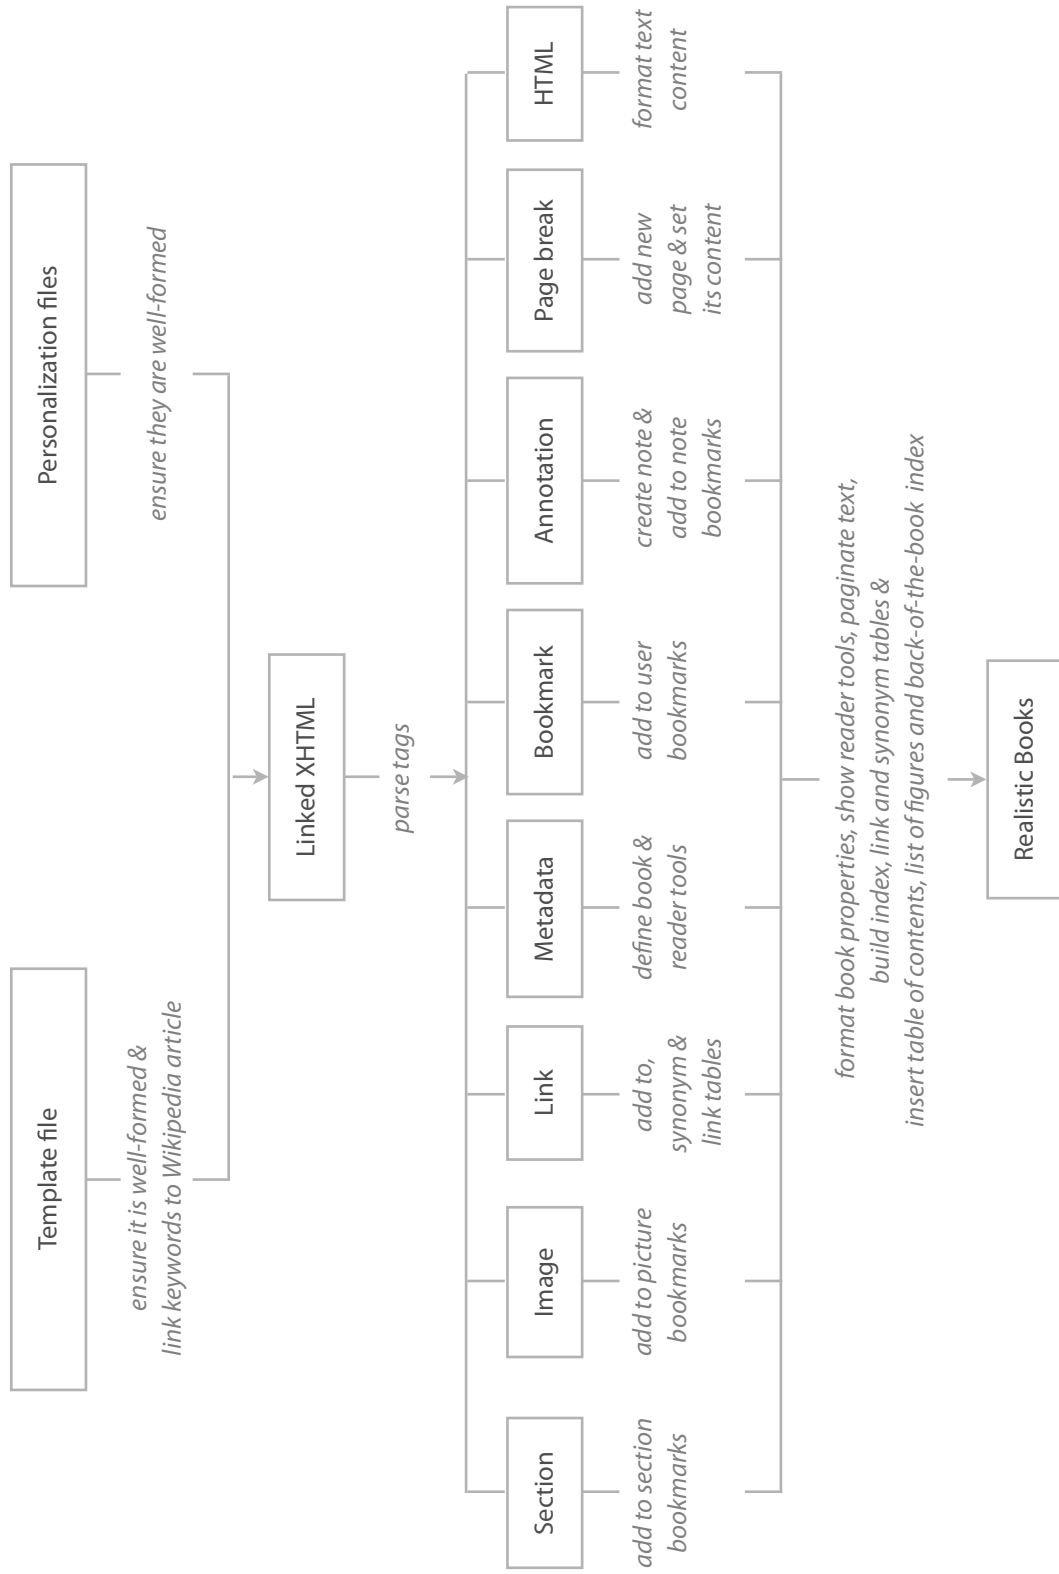 Template file
Personalization files
ensure it is well-formed &
link keywords to Wikipedia article
ensure they are well-formed
Linked XHTML
parse tags
Section
Image
Link
Metadata
Bookmark
Annotation
Page break
HTML
add to section
bookmarks
add to picture
bookmarks
add to,
synonym &
link tables
define book &
reader tools
add to user
bookmarks
create note &
add to note
bookmarks
add new
page & set
its content
format text
content
format book properties, show reader tools, paginate text,
build index, link and synonym tables &
insert table of contents, list of figures and back-of-the-book index
Realistic Books